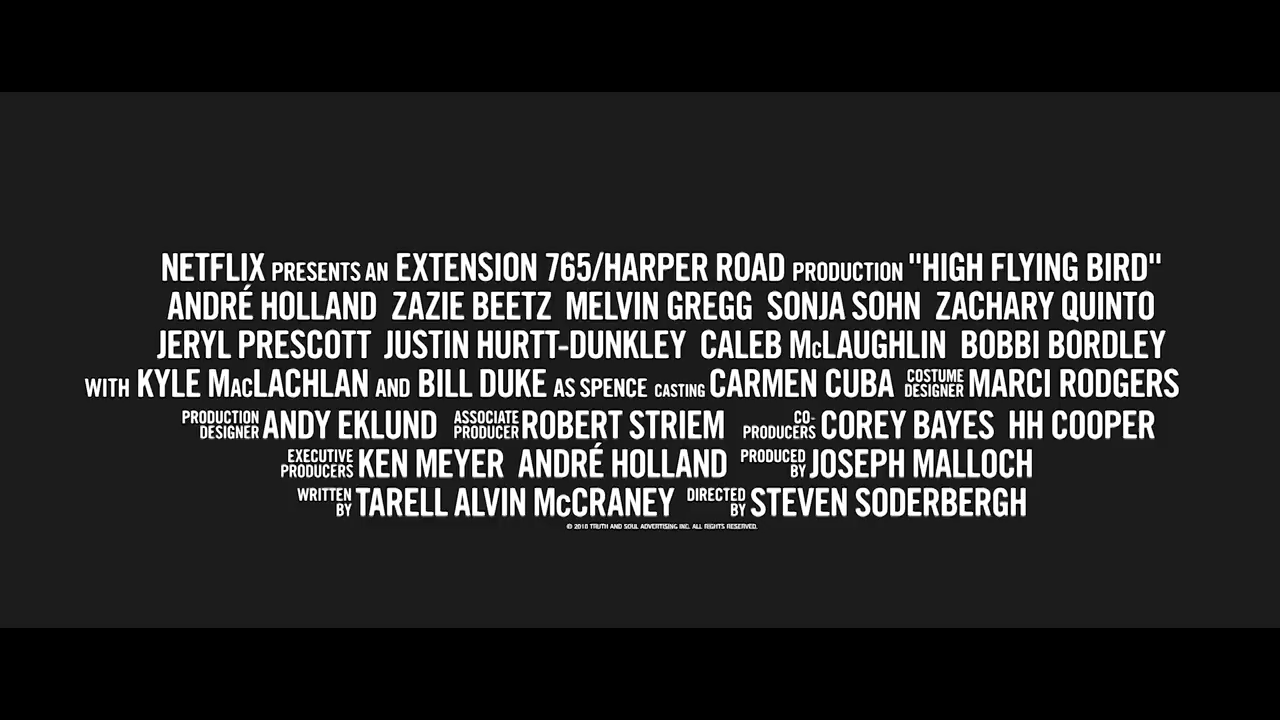 NETFLIX PRESENTS AN EXTENSION 765/HARPER ROAD PRODUCTION "HIGH FLYING BIRD"
ANDRÉ HOLLAND ZAZIE BEETZ MELVIN GREGG SONJA SOHN ZACHARY QUINTO
JERYL PRESCOTT JUSTIN HURTT-DUNKLEY CALEB McLAUGHLIN BOBBI BORDLEY
WITH KYLE MACLACHLAN AND BILL DUKE AS SPENCE CASTING CARMEN CUBA COSTUME DESIGNER MARCI RODGERS
PRODUCTION DESIGNER ANDY EKLUND ASSOCIATE PRODUCER ROBERT STRIEM CO-PRODUCERS COREY BAYES HH COOPER
EXECUTIVE PRODUCERS KEN MEYER ANDRÉ HOLLAND PRODUCED BY JOSEPH MALLOCH
WRITTEN BY TARELL ALVIN McCRANEY DIRECTED BY STEVEN SODERBERGH
© 2018 TRUTH AND SOUL ADVERTISING INC. ALL RIGHTS RESERVED.